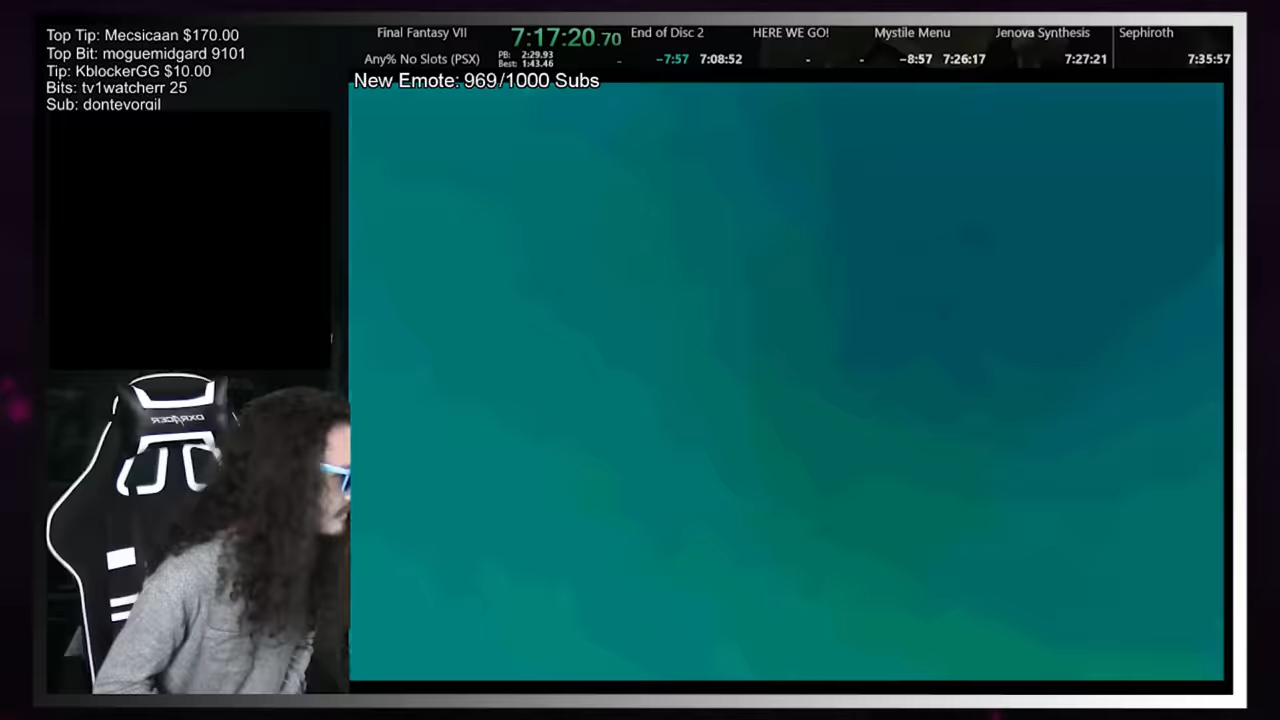 Top Tip: Mecsicaan $170.00
Top Bit: moguemidgard 9101
Tip: KblockerGG $10.00
Bits: tv1watcherr 25
Sub: dontevorgil
Final Fantasy VII
Any% No Slots (PSX)
7:17:20.70
PB: 2:29.93
Best: 1:43.46
-
End of Disc 2
-7:57 7:08:52
HERE WE GO!
-
Mystile Menu
- -8:57 7:26:17
Jenova Synthesis
7:27:21
Sephiroth
7:35:57
New Emote: 969/1000 Subs
DXRACER